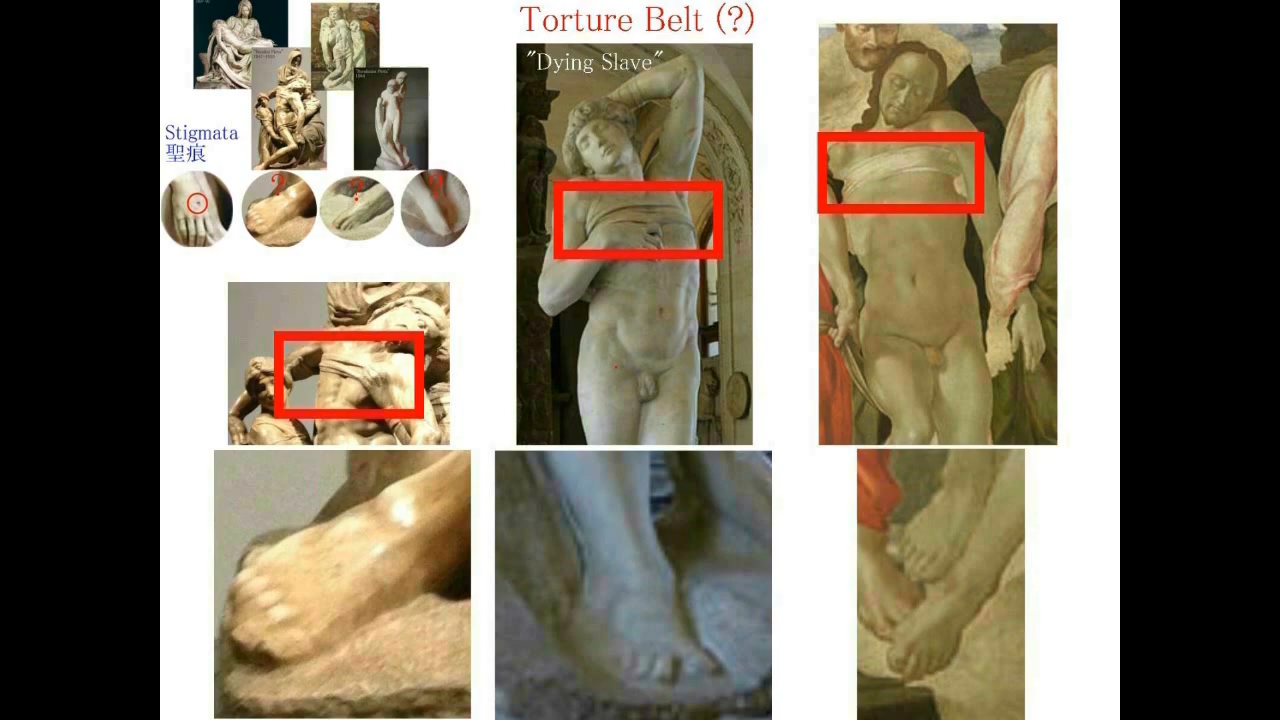 Torture Belt (?)
"Dying Slave"
Stigmata
聖痕
?
?
?